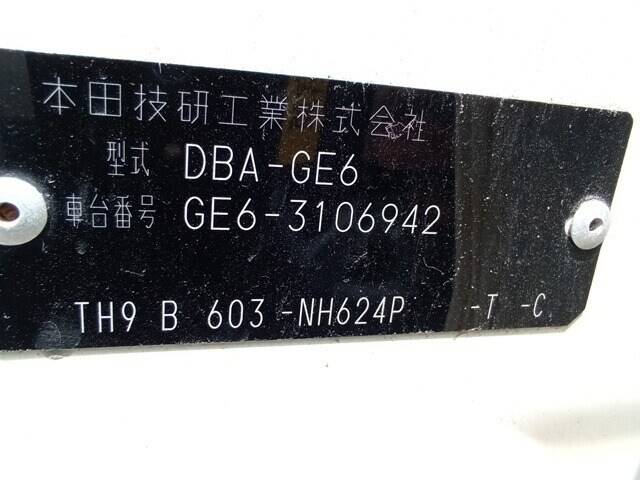 本田技研工業株式会社
型式 DBA-GE6
車台番号 GE6-3106942
TH9 B 603 -NH624P -T -C